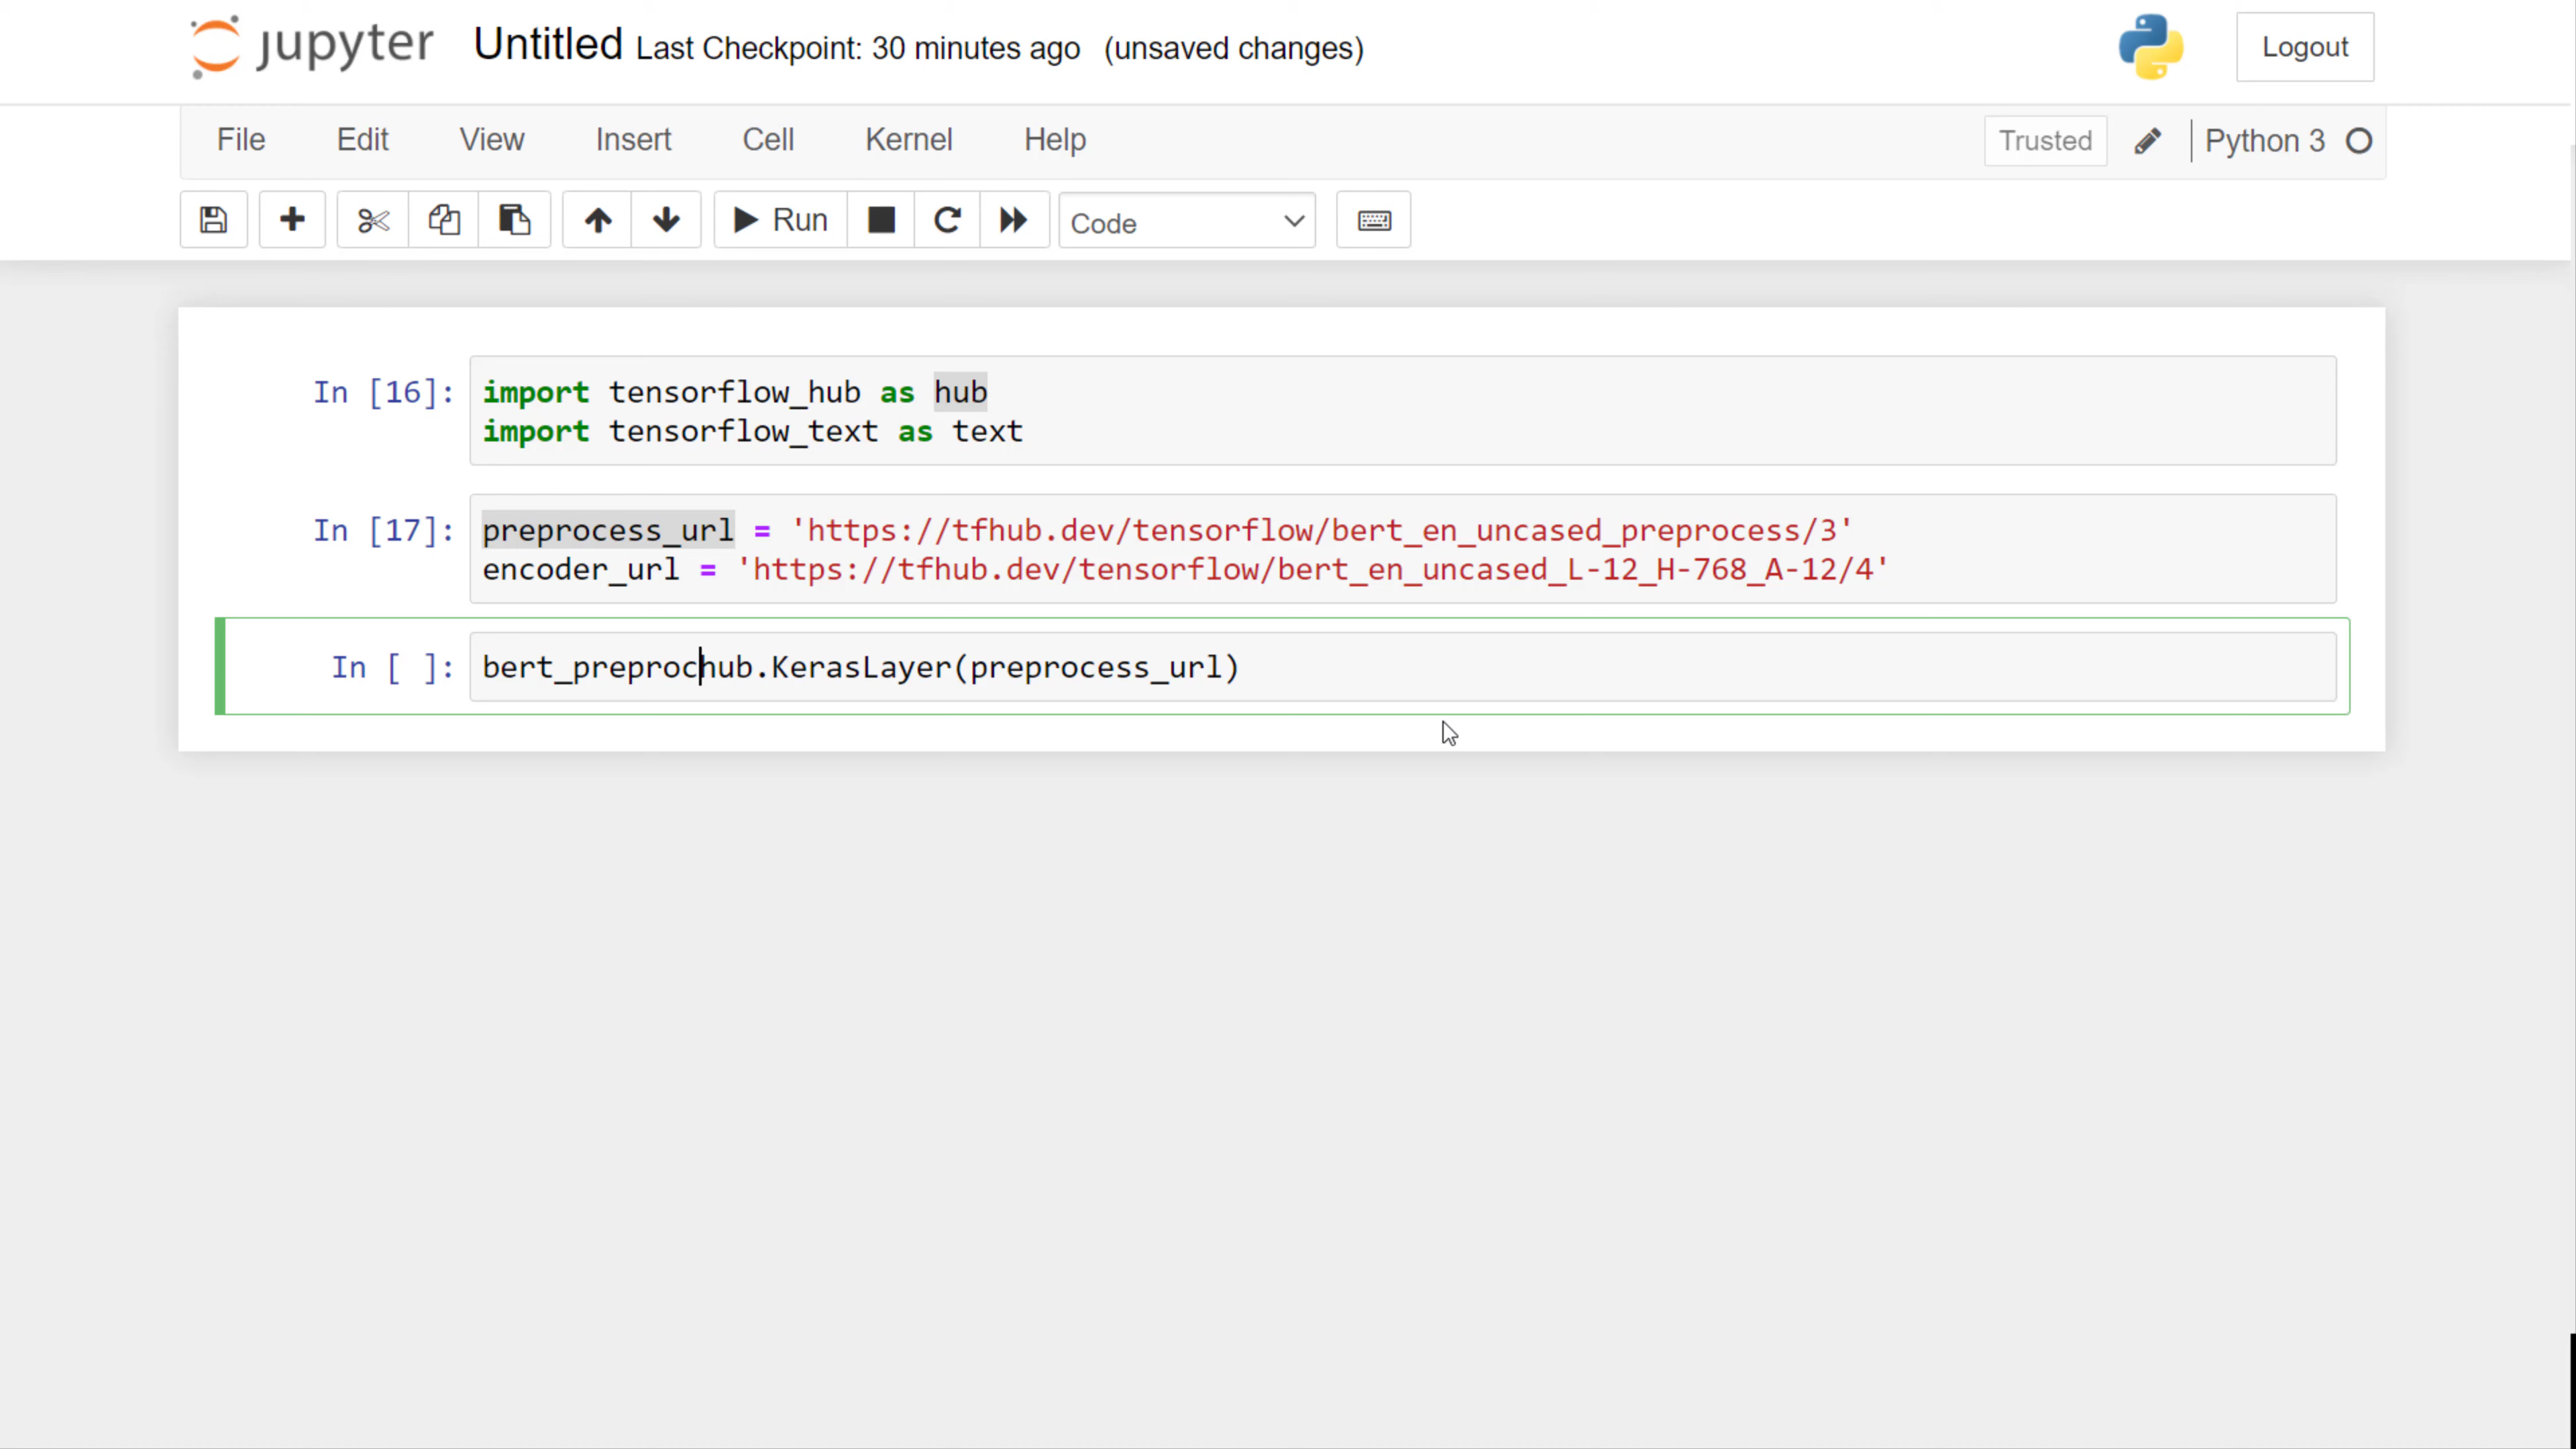 jupyter Untitled Last Checkpoint: 30 minutes ago (unsaved changes) Logout
File Edit View Insert Cell Kernel Help Trusted Python 3
Run Code
In [16]: import tensorflow_hub as hub
import tensorflow_text as text
In [17]: preprocess_url = 'https://tfhub.dev/tensorflow/bert_en_uncased_preprocess/3'
encoder_url = 'https://tfhub.dev/tensorflow/bert_en_uncased_L-12_H-768_A-12/4'
In [ ]: bert_preprochub.KerasLayer(preprocess_url)